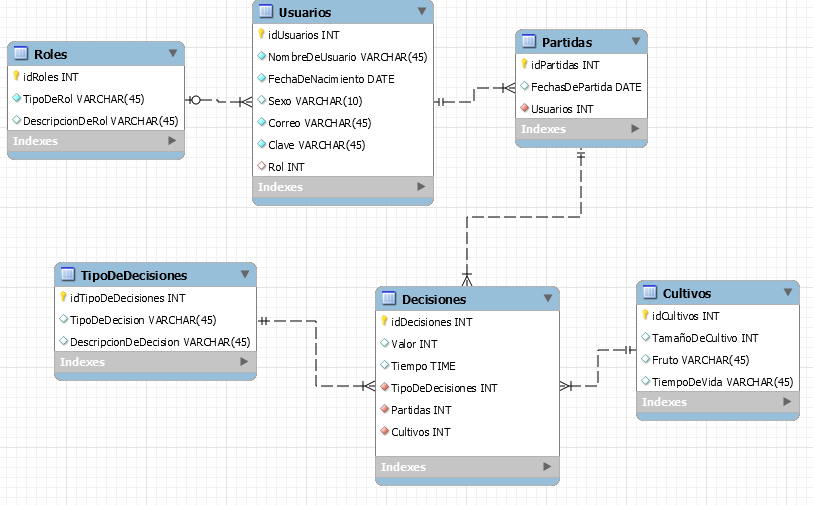 Roles
idRoles INT
TipoDeRol VARCHAR(45)
DescripcionDeRol VARCHAR(45)
Indexes
Usuarios
idUsuarios INT
NombreDeUsuario VARCHAR(45)
FechaDeNacimiento DATE
Sexo VARCHAR(10)
Correo VARCHAR(45)
Clave VARCHAR(45)
Rol INT
Indexes
Partidas
idPartidas INT
FechasDePartida DATE
Usuarios INT
Indexes
TipoDeDecisiones
idTipoDeDecisiones INT
TipoDeDecision VARCHAR(45)
DescripcionDeDecision VARCHAR(45)
Indexes
Decisiones
idDecisiones INT
Valor INT
Tiempo TIME
TipoDeDecisiones INT
Partidas INT
Cultivos INT
Indexes
Cultivos
idCultivos INT
TamañoDeCultivo INT
Fruto VARCHAR(45)
TiempoDeVida VARCHAR(45)
Indexes